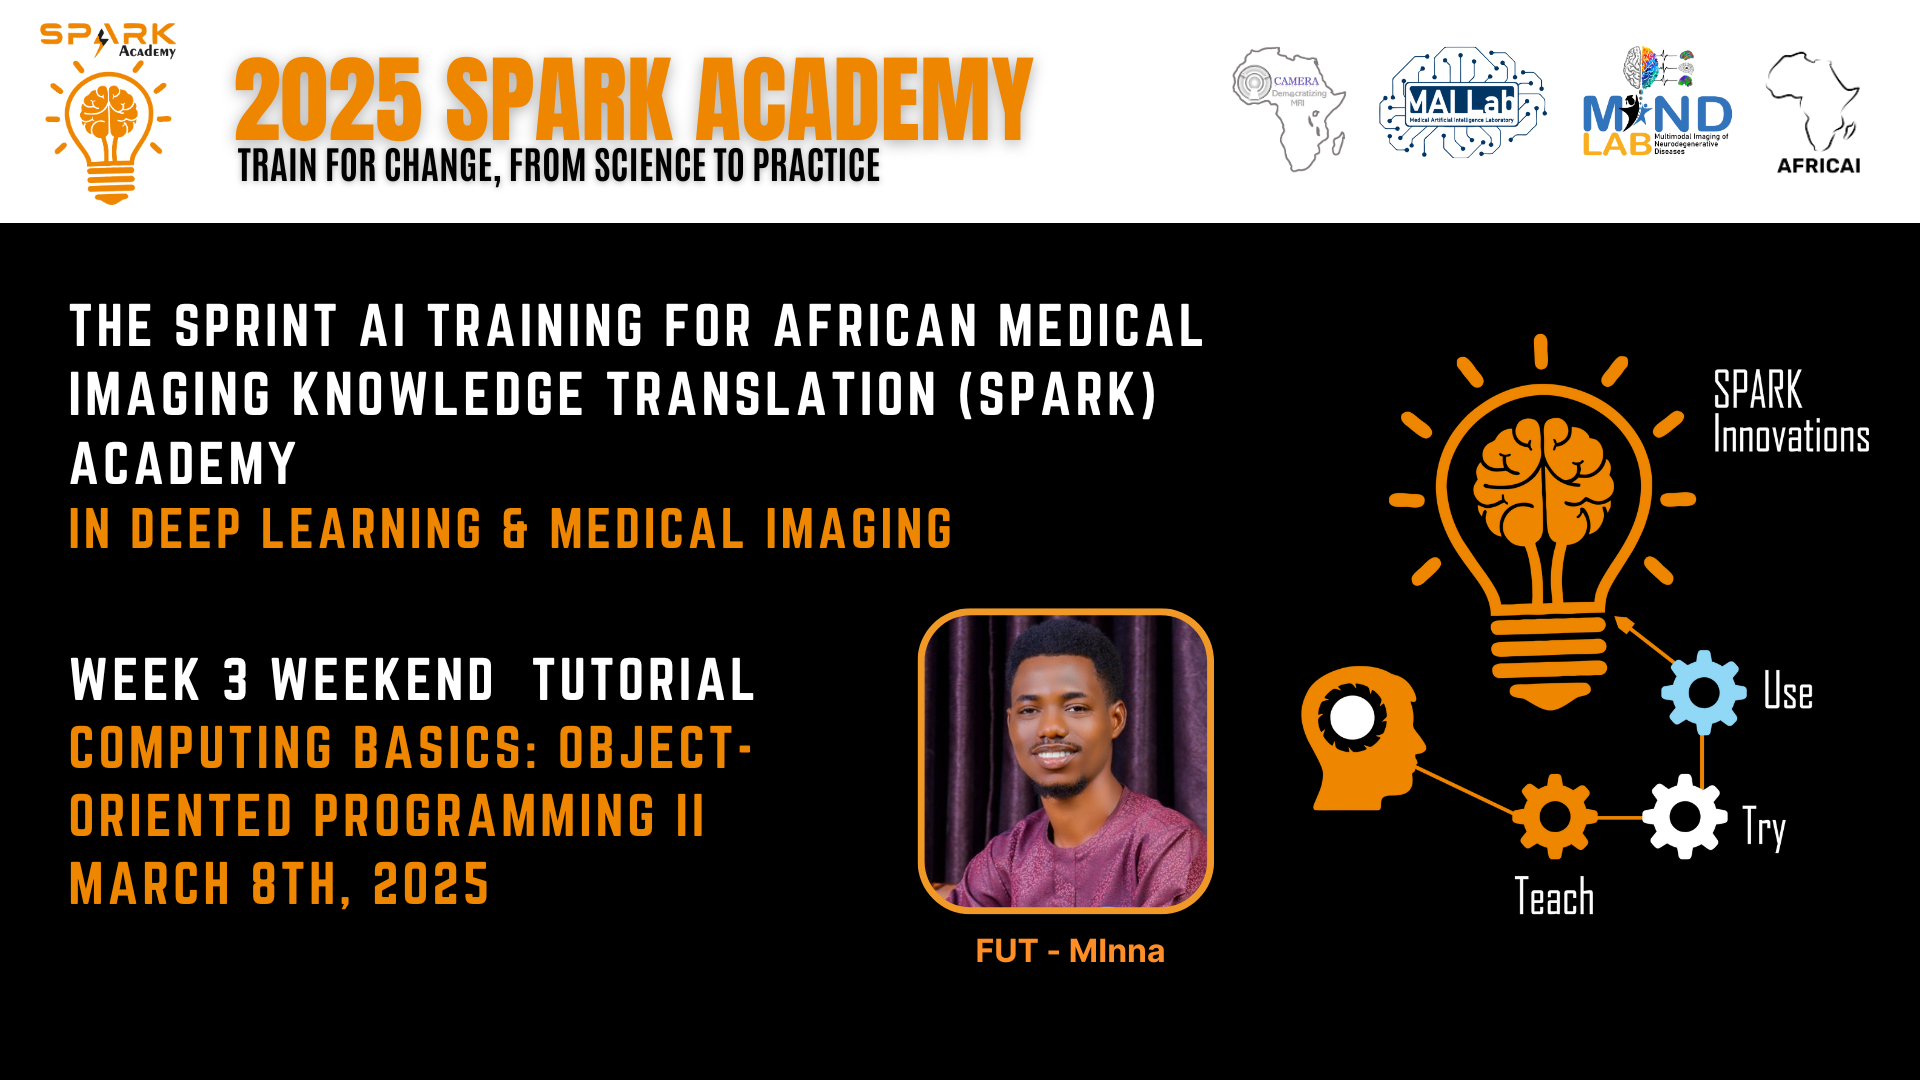 SPARK
Academy
2025 SPARK ACADEMY
TRAIN FOR CHANGE, FROM SCIENCE TO PRACTICE
CAMERA
Democratizing
MRI
MAILab
Medical Artificial Intelligence Laboratory
MIND
LAB
Multimodal Imaging of
Neurodegenerative
Diseases
AFRICAI
THE SPRINT AI TRAINING FOR AFRICAN MEDICAL
IMAGING KNOWLEDGE TRANSLATION (SPARK)
ACADEMY
IN DEEP LEARNING & MEDICAL IMAGING
WEEK 3 WEEKEND TUTORIAL
COMPUTING BASICS: OBJECT-
ORIENTED PROGRAMMING II
MARCH 8TH, 2025
FUT - MInna
SPARK
Innovations
Use
Try
Teach